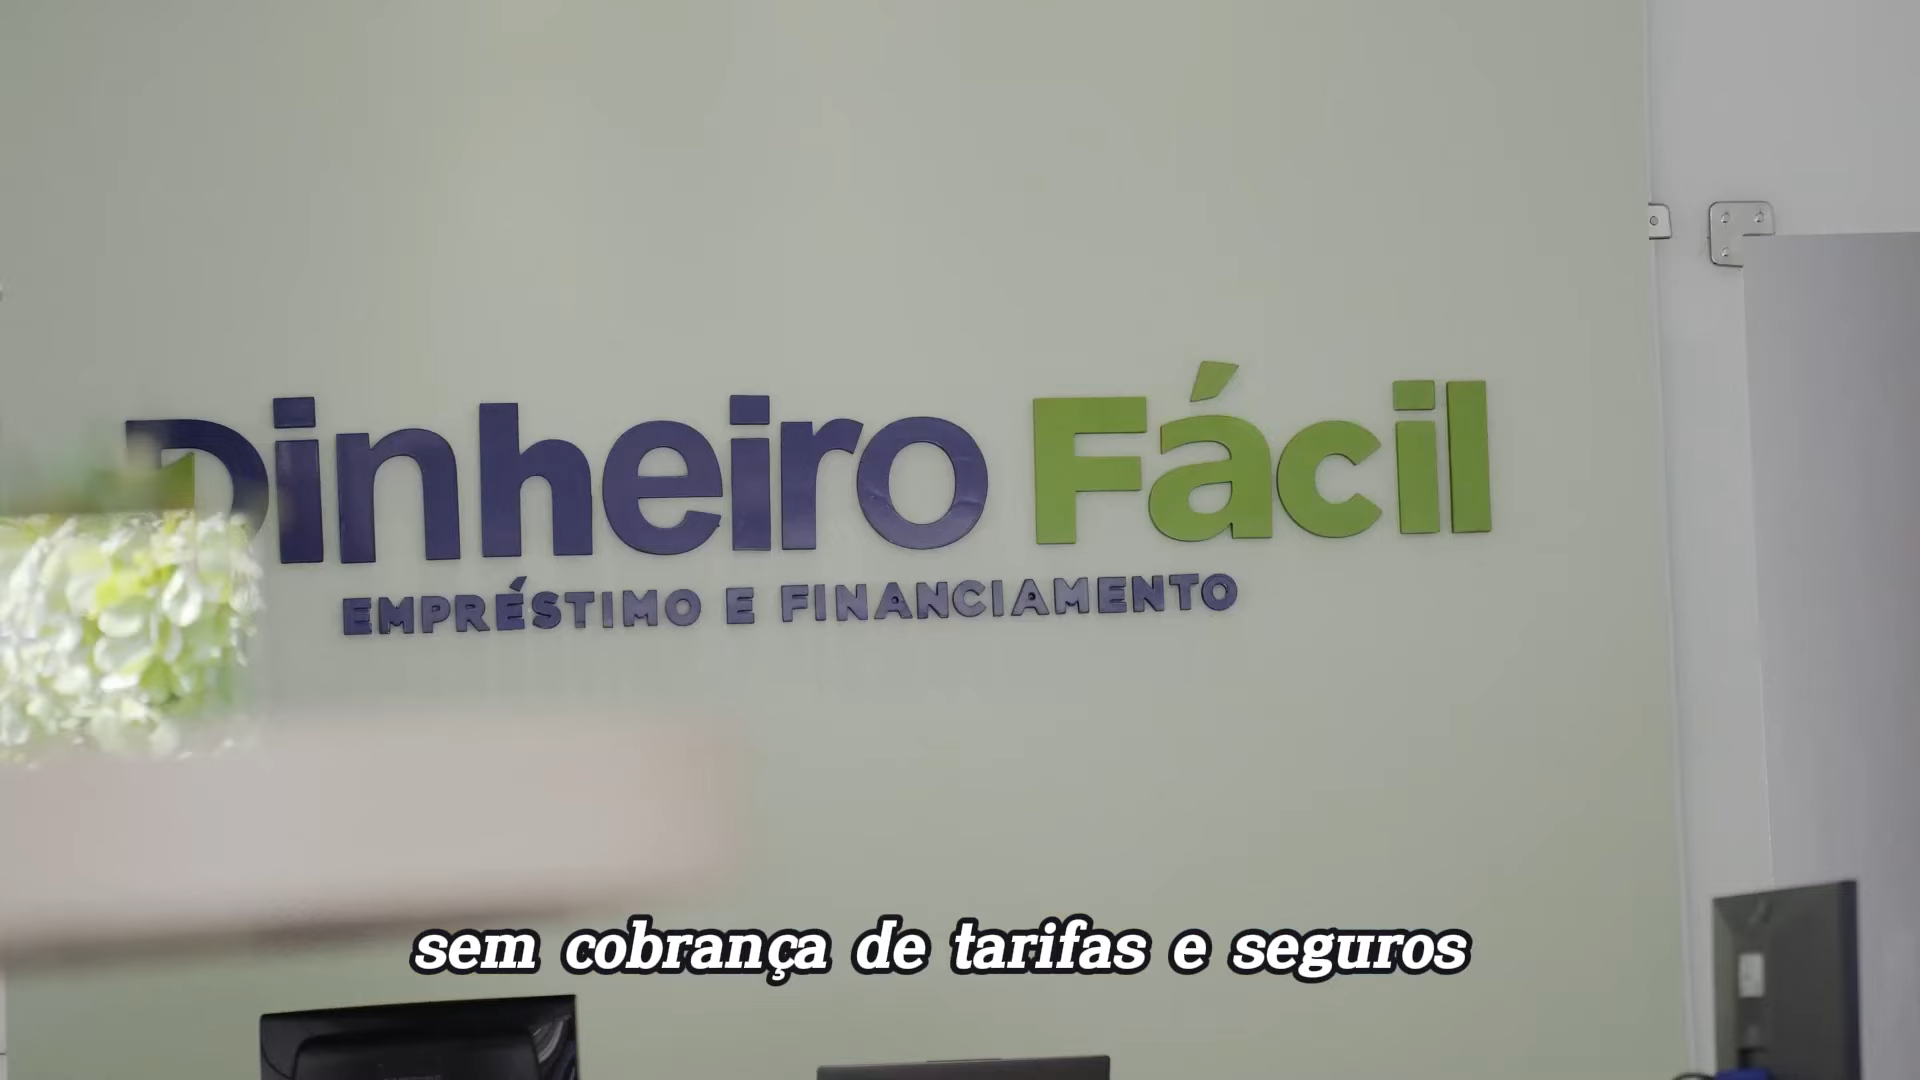 Dinheiro Fácil
EMPRÉSTIMO E FINANCIAMENTO
sem cobrança de tarifas e seguros